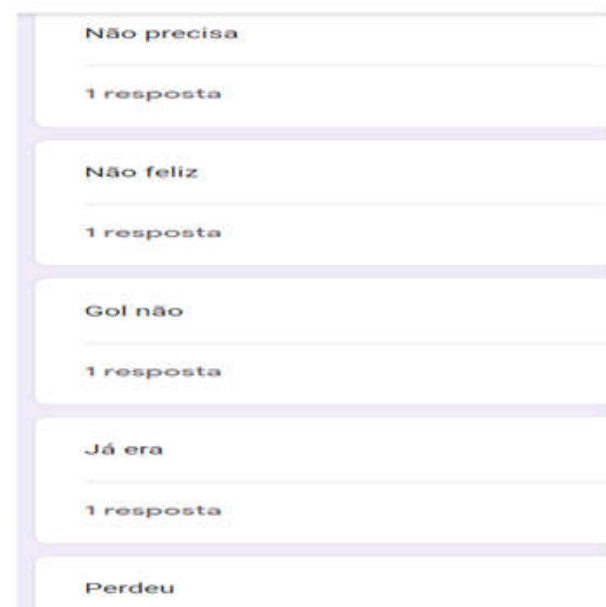 Não precisa
1 resposta
Não feliz
1 resposta
Gol não
1 resposta
Já era
1 resposta
Perdeu